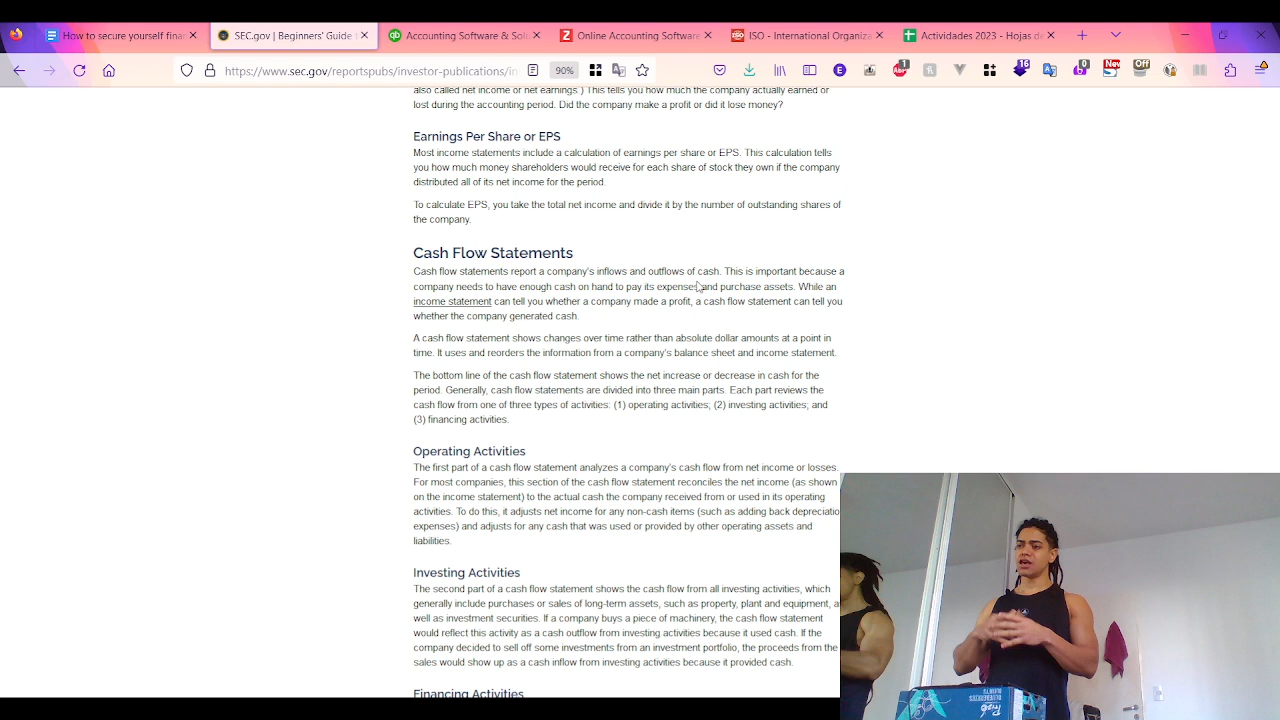 How to secure yourself finan
SEC.gov | Beginners' Guide t
Accounting Software & Solu
Online Accounting Software
ISO - International Organiza
Actividades 2023 - Hojas de
https://www.sec.gov/reportspubs/investor-publications/in
90%
1
16
0
New
Off
also called net income or net earnings.) This tells you how much the company actually earned or
lost during the accounting period. Did the company make a profit or did it lose money?
Earnings Per Share or EPS
Most income statements include a calculation of earnings per share or EPS. This calculation tells
you how much money shareholders would receive for each share of stock they own if the company
distributed all of its net income for the period.
To calculate EPS, you take the total net income and divide it by the number of outstanding shares of
the company.
Cash Flow Statements
Cash flow statements report a company's inflows and outflows of cash. This is important because a
company needs to have enough cash on hand to pay its expenses and purchase assets. While an
income statement can tell you whether a company made a profit, a cash flow statement can tell you
whether the company generated cash.
A cash flow statement shows changes over time rather than absolute dollar amounts at a point in
time. It uses and reorders the information from a company's balance sheet and income statement.
The bottom line of the cash flow statement shows the net increase or decrease in cash for the
period. Generally, cash flow statements are divided into three main parts. Each part reviews the
cash flow from one of three types of activities: (1) operating activities; (2) investing activities; and
(3) financing activities.
Operating Activities
The first part of a cash flow statement analyzes a company's cash flow from net income or losses.
For most companies, this section of the cash flow statement reconciles the net income (as shown
on the income statement) to the actual cash the company received from or used in its operating
activities. To do this, it adjusts net income for any non-cash items (such as adding back depreciatio
expenses) and adjusts for any cash that was used or provided by other operating assets and
liabilities.
Investing Activities
The second part of a cash flow statement shows the cash flow from all investing activities, which
generally include purchases or sales of long-term assets, such as property, plant and equipment, a
well as investment securities. If a company buys a piece of machinery, the cash flow statement
would reflect this activity as a cash outflow from investing activities because it used cash. If the
company decided to sell off some investments from an investment portfolio, the proceeds from the
sales would show up as a cash inflow from investing activities because it provided cash.
Financing Activities